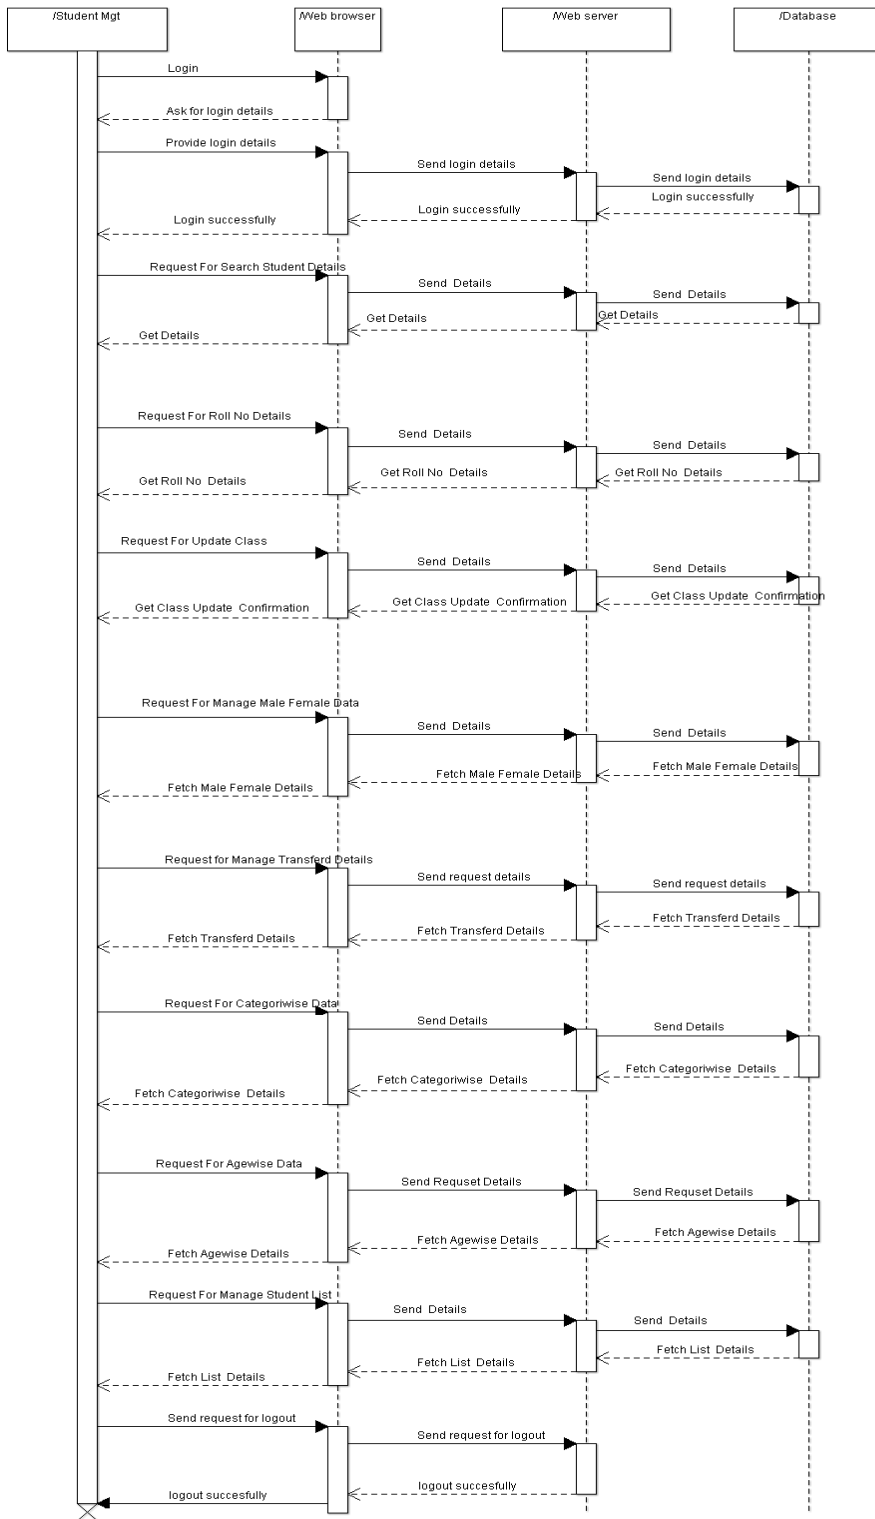 /Student Mgt
/Web browser
/Web server
/Database
Login
Ask for login details
Provide login details
Send login details
Send login details
Login successfully
Login successfully
Login successfully
Request For Search Student Details
Send  Details
Send  Details
Get Details
Get Details
Get Details
Request For Roll No Details
Send  Details
Send  Details
Get Roll No  Details
Get Roll No  Details
Get Roll No  Details
Request For Update Class
Send  Details
Send  Details
Get Class Update  Confirmation
Get Class Update  Confirmation
Get Class Update  Confirmation
Request For Manage Male Female Data
Send  Details
Send  Details
Fetch Male Female Details
Fetch Male Female Details
Fetch Male Female Details
Request for Manage Transferd Details
Send request details
Send request details
Fetch Transferd Details
Fetch Transferd Details
Fetch Transferd Details
Request For Categoriwise Data
Send Details
Send Details
Fetch Categoriwise  Details
Fetch Categoriwise  Details
Fetch Categoriwise  Details
Request For Agewise Data
Send Requset Details
Send Requset Details
Fetch Agewise Details
Fetch Agewise Details
Fetch Agewise Details
Request For Manage Student List
Send  Details
Send  Details
Fetch List  Details
Fetch List  Details
Fetch List  Details
Send request for logout
Send request for logout
logout succesfully
logout succesfully